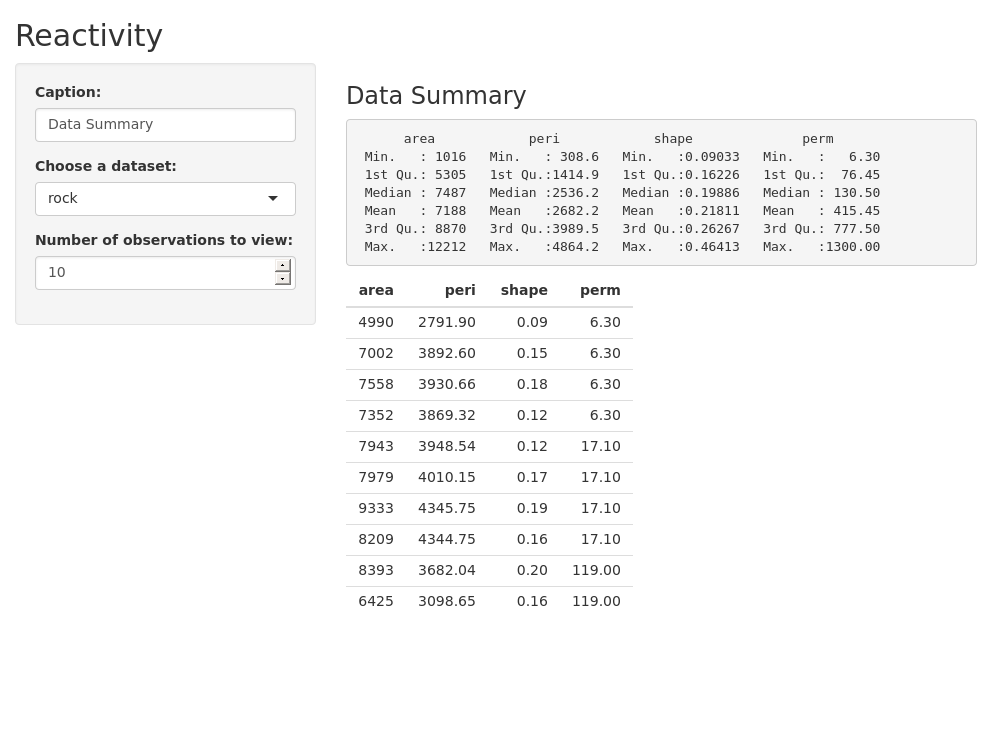 Reactivity
Caption:
Data Summary
Choose a dataset:
rock
Number of observations to view:
10
Data Summary
area peri shape perm
Min. : 1016 Min. : 308.6 Min. :0.09033 Min. : 6.30
1st Qu.: 5305 1st Qu.:1414.9 1st Qu.:0.16226 1st Qu.: 76.45
Median : 7487 Median :2536.2 Median :0.19886 Median : 130.50
Mean : 7188 Mean :2682.2 Mean :0.21811 Mean : 415.45
3rd Qu.: 8870 3rd Qu.:3989.5 3rd Qu.:0.26267 3rd Qu.: 777.50
Max. :12212 Max. :4864.2 Max. :0.46413 Max. :1300.00
area peri shape perm
4990 2791.90 0.09 6.30
7002 3892.60 0.15 6.30
7558 3930.66 0.18 6.30
7352 3869.32 0.12 6.30
7943 3948.54 0.12 17.10
7979 4010.15 0.17 17.10
9333 4345.75 0.19 17.10
8209 4344.75 0.16 17.10
8393 3682.04 0.20 119.00
6425 3098.65 0.16 119.00